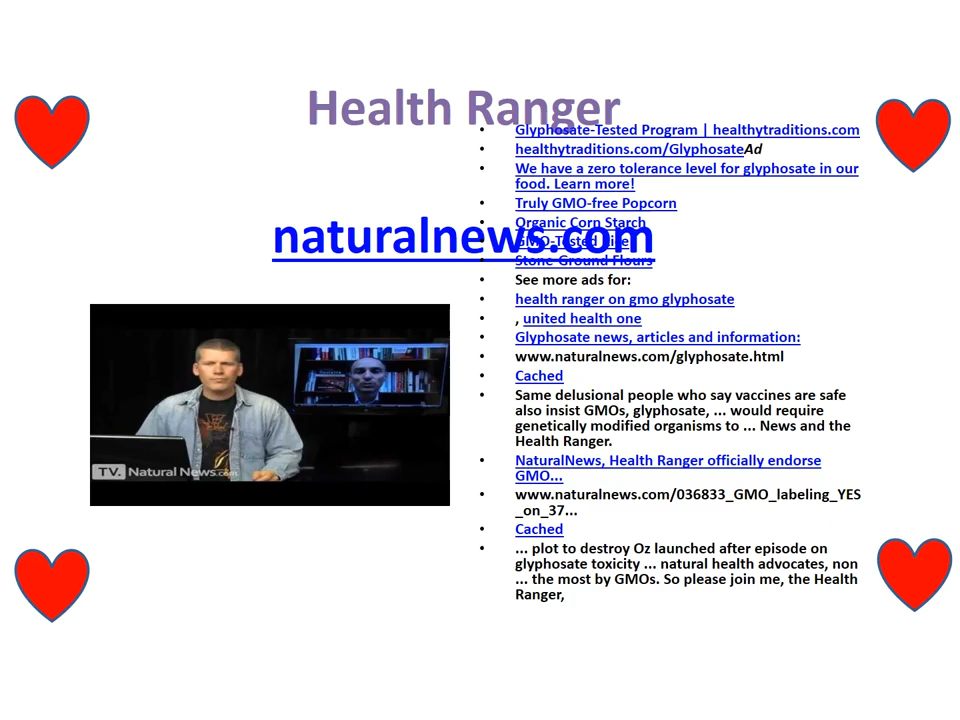 Health Ranger
naturalnews.com
TV. Natural News.com
• Glyphosate-Tested Program | healthytraditions.com
• healthytraditions.com/GlyphosateAd
• We have a zero tolerance level for glyphosate in our
food. Learn more!
• Truly GMO-free Popcorn
• Organic Corn Starch
• GMO-Tested Rice
• Stone-Ground Flours
• See more ads for:
• health ranger on gmo glyphosate
• , united health one
• Glyphosate news, articles and information:
• www.naturalnews.com/glyphosate.html
• Cached
• Same delusional people who say vaccines are safe
also insist GMOs, glyphosate, ... would require
genetically modified organisms to ... News and the
Health Ranger.
• NaturalNews, Health Ranger officially endorse
GMO...
• www.naturalnews.com/036833_GMO_labeling_YES
_on_37...
• Cached
• ... plot to destroy Oz launched after episode on
glyphosate toxicity ... natural health advocates, non
... the most by GMOs. So please join me, the Health
Ranger,